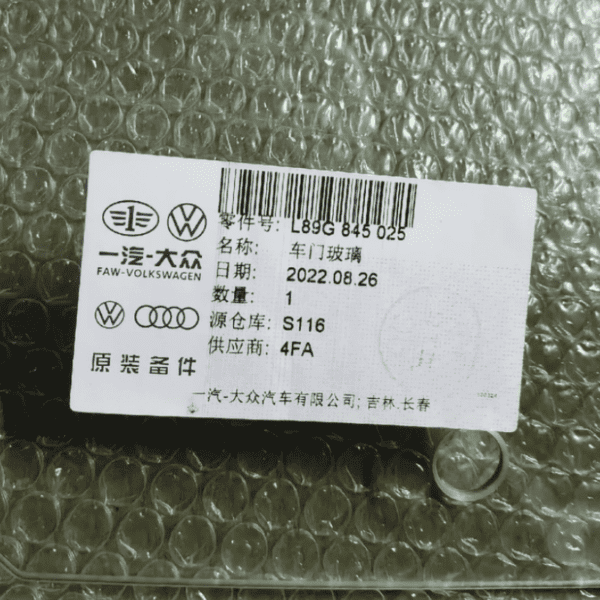 零件号: L89G 845 025
名称: 车门玻璃
日期: 2022.08.26
数量: 1
源仓库: S116
供应商: 4FA
一汽-大众
FAW-VOLKSWAGEN
原装备件
一汽-大众汽车有限公司; 吉林.长春